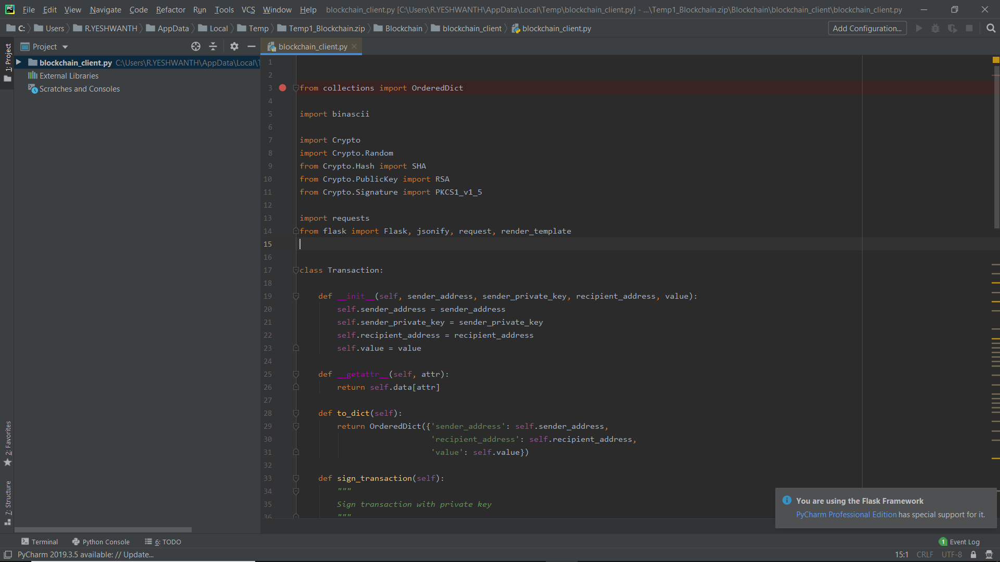 PC File Edit View Navigate Code Refactor Run Tools VCS Window Help blockchain_client.py [C:\Users\R.YESHWANTH\AppData\Local\Temp\blockchain_client.py] - ...\Temp1_Blockchain.zip\Blockchain\blockchain_client\blockchain_client.py
C: Users R.YESHWANTH AppData Local Temp Temp1_Blockchain.zip Blockchain blockchain_client blockchain_client.py Add Configuration...
1: Project
Project
blockchain_client.py C:\Users\R.YESHWANTH\AppData\Local\
External Libraries
Scratches and Consoles
2: Favorites
7: Structure
blockchain_client.py
1
2
3 from collections import OrderedDict
4
5 import binascii
6
7 import Crypto
8 import Crypto.Random
9 from Crypto.Hash import SHA
10 from Crypto.PublicKey import RSA
11 from Crypto.Signature import PKCS1_v1_5
12
13 import requests
14 from flask import Flask, jsonify, request, render_template
15
16
17 class Transaction:
18
19 def __init__(self, sender_address, sender_private_key, recipient_address, value):
20 self.sender_address = sender_address
21 self.sender_private_key = sender_private_key
22 self.recipient_address = recipient_address
23 self.value = value
24
25 def __getattr__(self, attr):
26 return self.data[attr]
27
28 def to_dict(self):
29 return OrderedDict({'sender_address': self.sender_address,
30 'recipient_address': self.recipient_address,
31 'value': self.value})
32
33 def sign_transaction(self):
34 """
35 Sign transaction with private key
36 """
You are using the Flask Framework
PyCharm Professional Edition has special support for it.
Terminal Python Console 6: TODO 1 Event Log
PyCharm 2019.3.5 available: // Update... 15:1 CRLF UTF-8